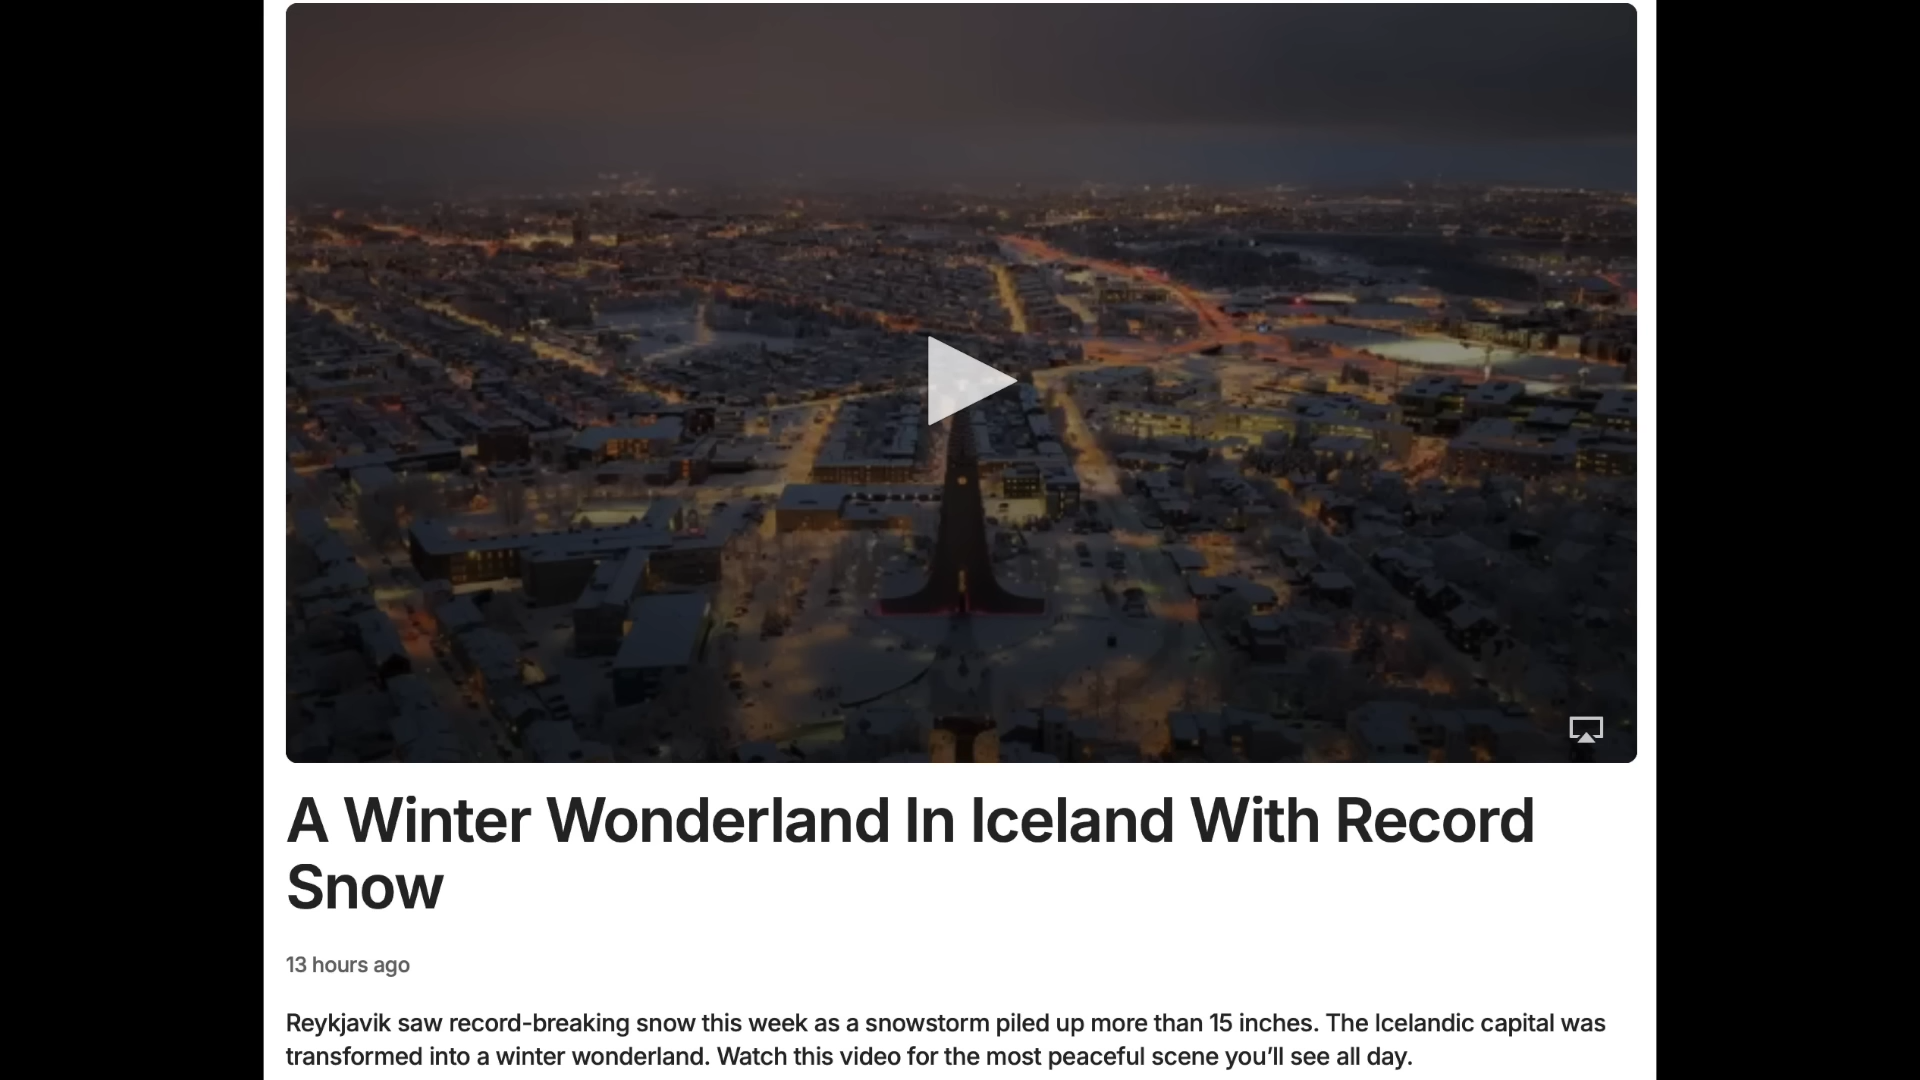 A Winter Wonderland In Iceland With Record
Snow
13 hours ago
Reykjavik saw record-breaking snow this week as a snowstorm piled up more than 15 inches. The Icelandic capital was
transformed into a winter wonderland. Watch this video for the most peaceful scene you’ll see all day.